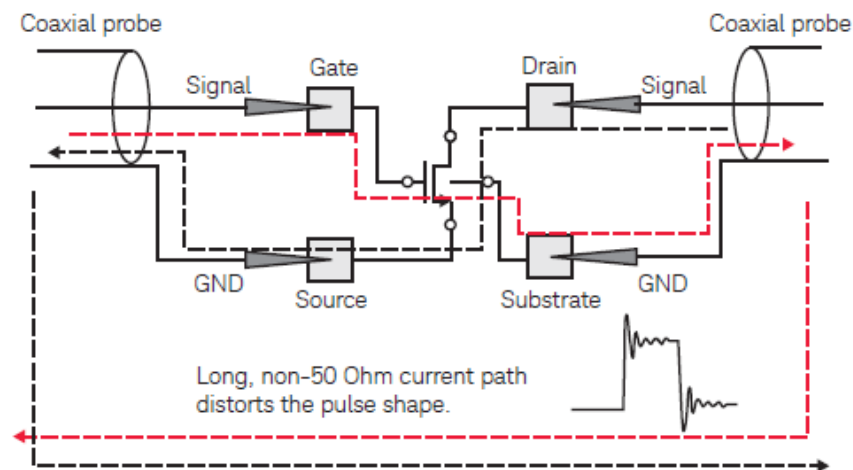 Coaxial probe
Coaxial probe
Gate
Drain
Signal
Signal
GND
GND
Source
Substrate
Long, non-50 Ohm current path
distorts the pulse shape.